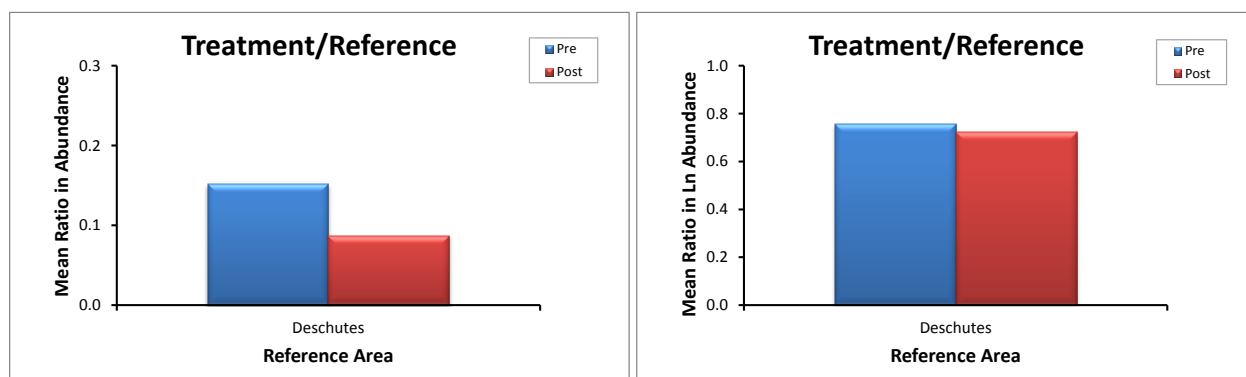 Treatment/Reference
Pre
Post
Mean Ratio in Abundance
0.3
0.2
0.1
0.0
Deschutes
Reference Area
Treatment/Reference
Pre
Post
Mean Ratio in Ln Abundance
1.0
0.8
0.6
0.4
0.2
0.0
Deschutes
Reference Area